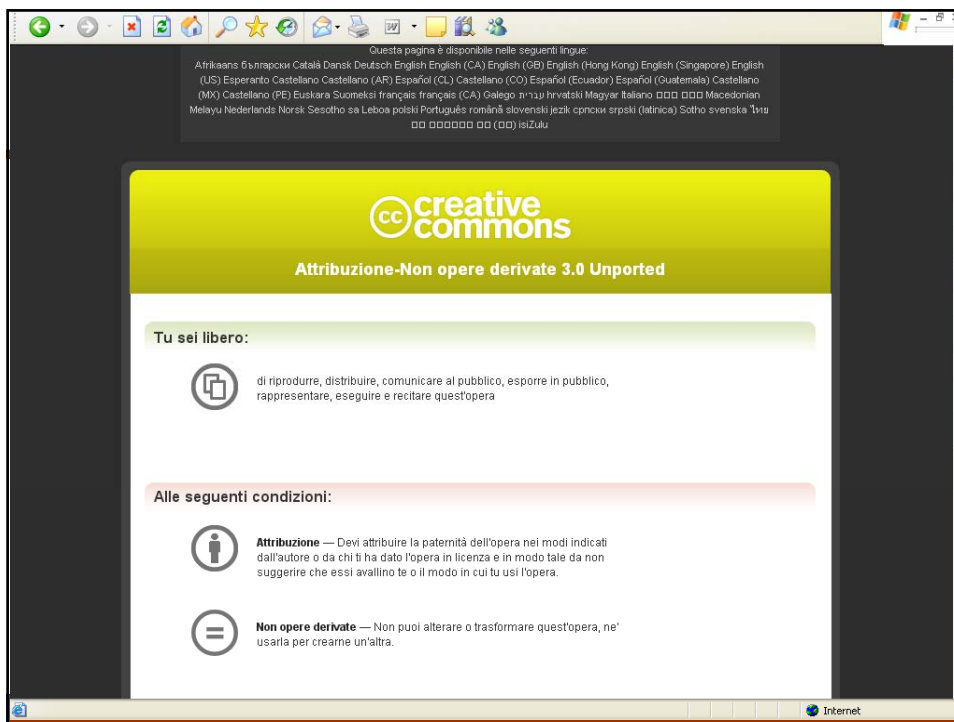 Questa pagina è disponibile nelle seguenti lingue:
Afrikaans български Català Dansk Deutsch English English (CA) English (GB) English (Hong Kong) English (Singapore) English
(US) Esperanto Castellano Castellano (AR) Español (CL) Castellano (CO) Español (Ecuador) Español (Guatemala) Castellano
(MX) Castellano (PE) Euskara Suomeksi français français (CA) Galego עברית hrvatski Magyar Italiano □□□ □□□ Macedonian
Melayu Nederlands Norsk Sesotho sa Leboa polski Português română slovenski jezik српски srpski (latinica) Sotho svenska ไทย
□□ □□□□□□ □□ (□□) isiZulu
cc creative
commons
Attribuzione-Non opere derivate 3.0 Unported
Tu sei libero:
di riprodurre, distribuire, comunicare al pubblico, esporre in pubblico,
rappresentare, eseguire e recitare quest'opera
Alle seguenti condizioni:
Attribuzione — Devi attribuire la paternità dell'opera nei modi indicati
dall'autore o da chi ti ha dato l'opera in licenza e in modo tale da non
suggerire che essi avallino te o il modo in cui tu usi l'opera.
Non opere derivate — Non puoi alterare o trasformare quest'opera, ne'
usarla per crearne un'altra.
Internet